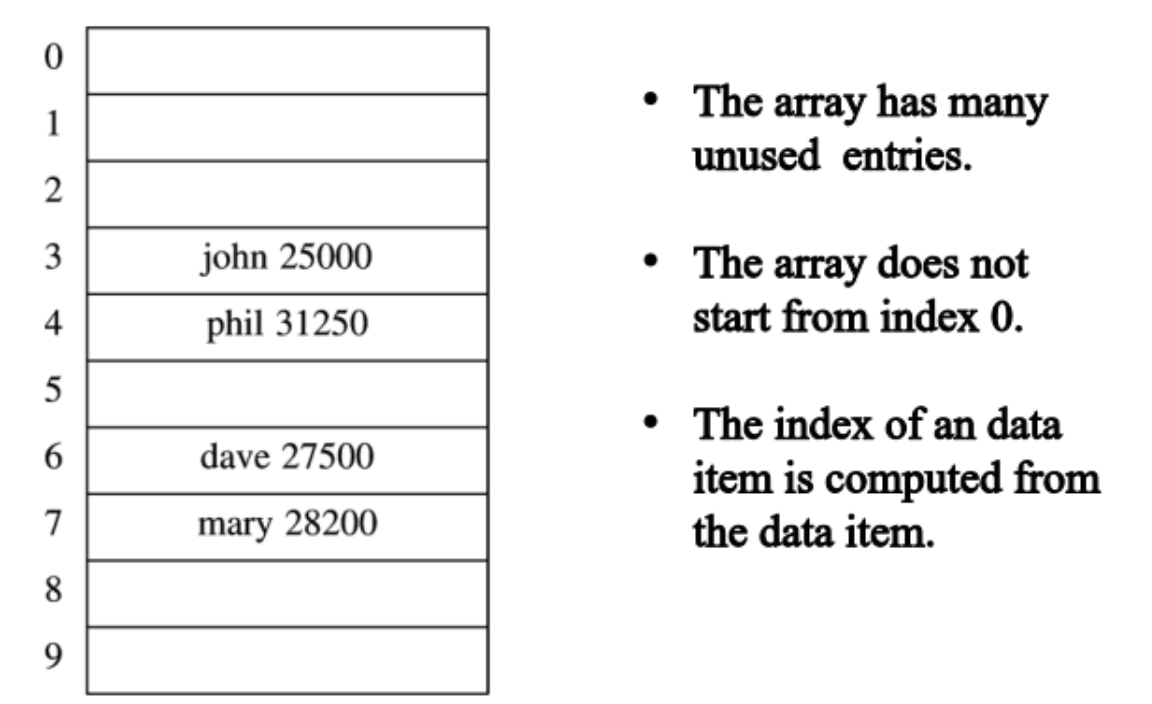 0
1
2
3 john 25000
4 phil 31250
5
6 dave 27500
7 mary 28200
8
9
• The array has many
unused entries.
• The array does not
start from index 0.
• The index of an data
item is computed from
the data item.